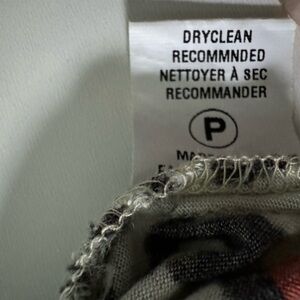 DRYCLEAN
RECOMMNDED
NETTOYER À SEC
RECOMMANDER
P